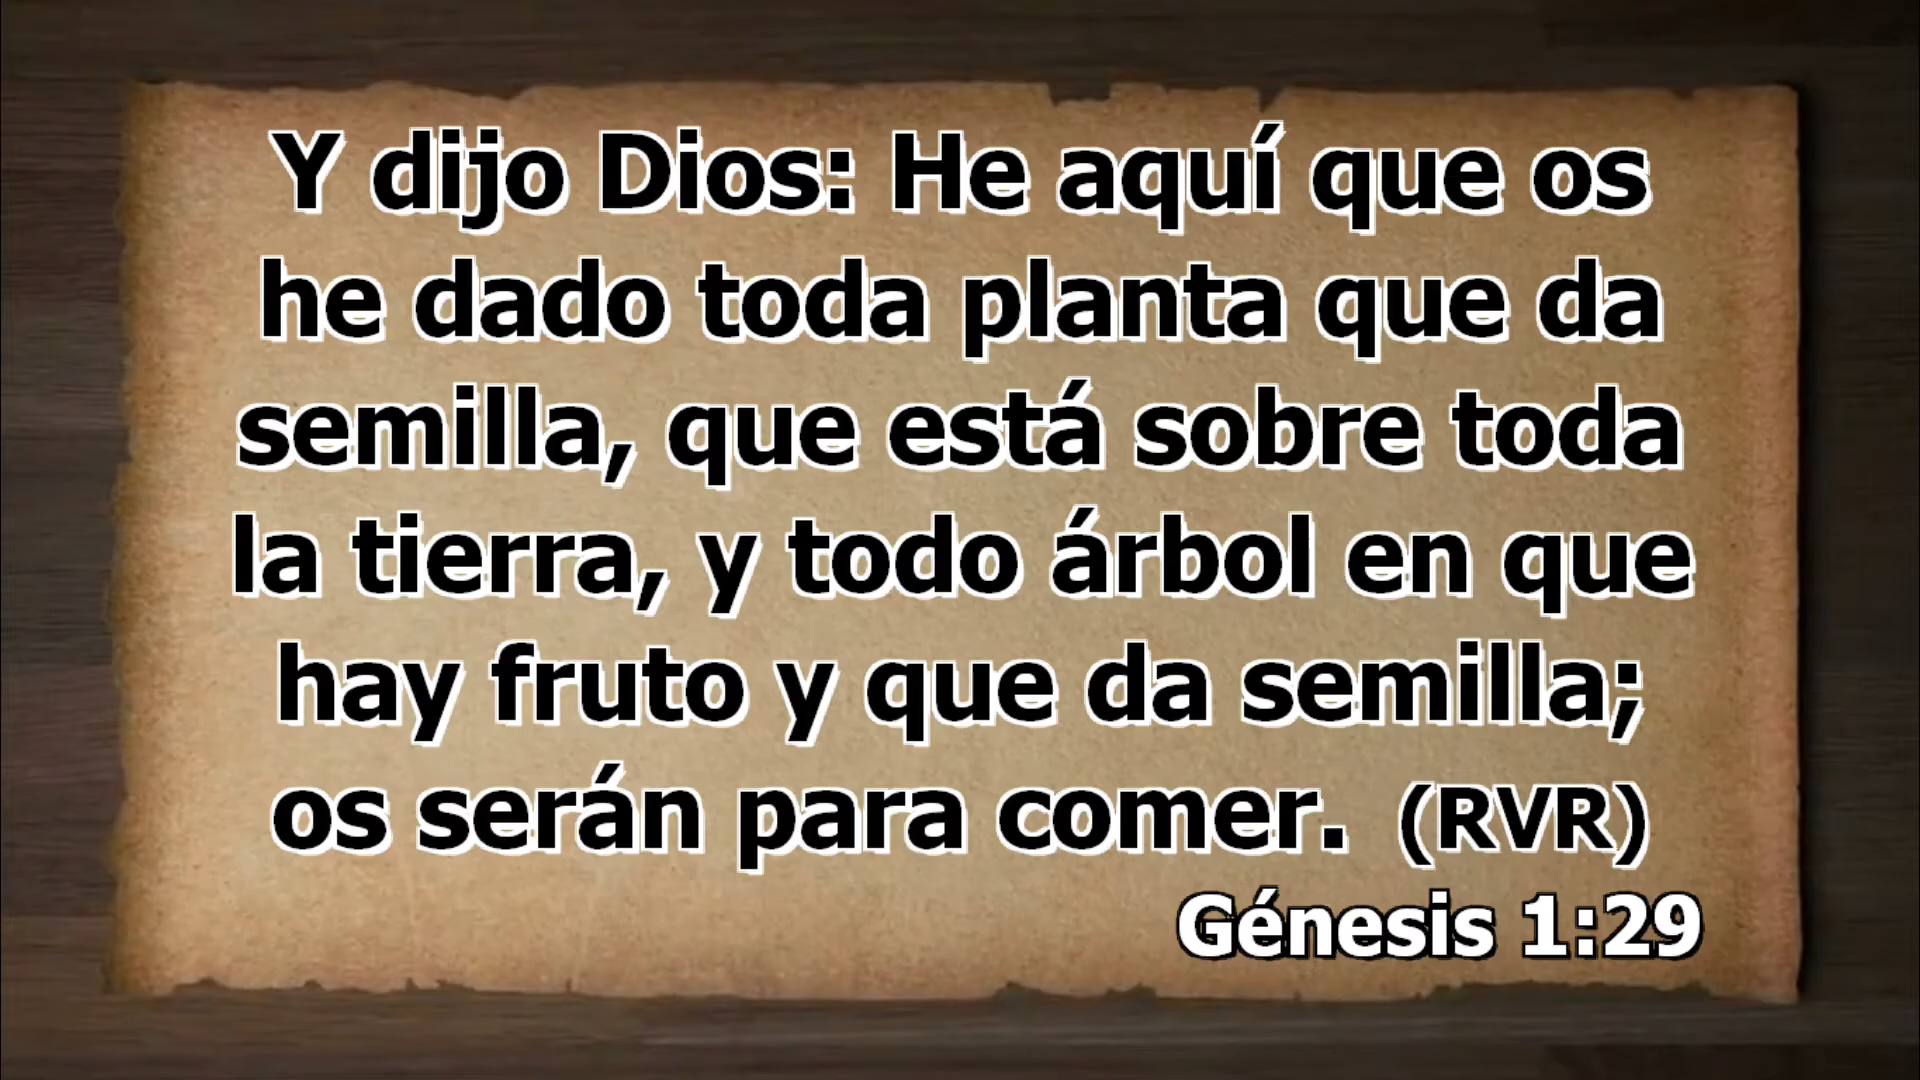 Y dijo Dios: He aquí que os
he dado toda planta que da
semilla, que está sobre toda
la tierra, y todo árbol en que
hay fruto y que da semilla;
os serán para comer. (RVR)
Génesis 1:29